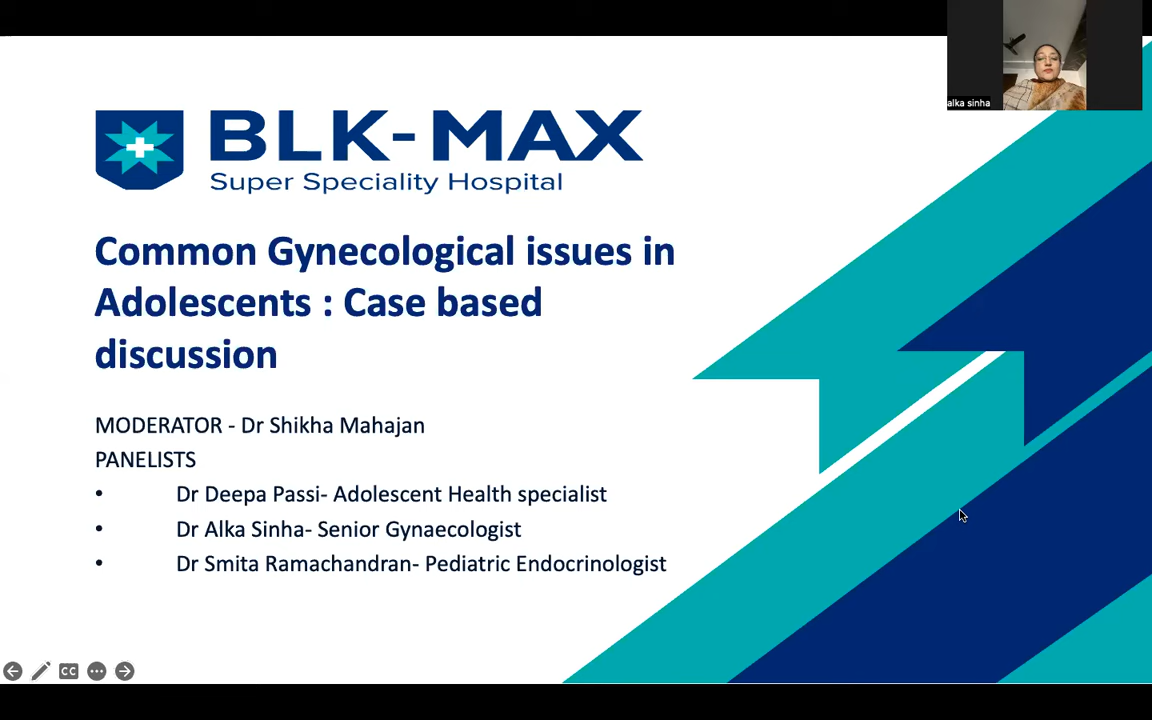 alka sinha
BLK-MAX
Super Speciality Hospital
Common Gynecological issues in
Adolescents : Case based
discussion
MODERATOR - Dr Shikha Mahajan
PANELISTS
• Dr Deepa Passi- Adolescent Health specialist
• Dr Alka Sinha- Senior Gynaecologist
• Dr Smita Ramachandran- Pediatric Endocrinologist
CC